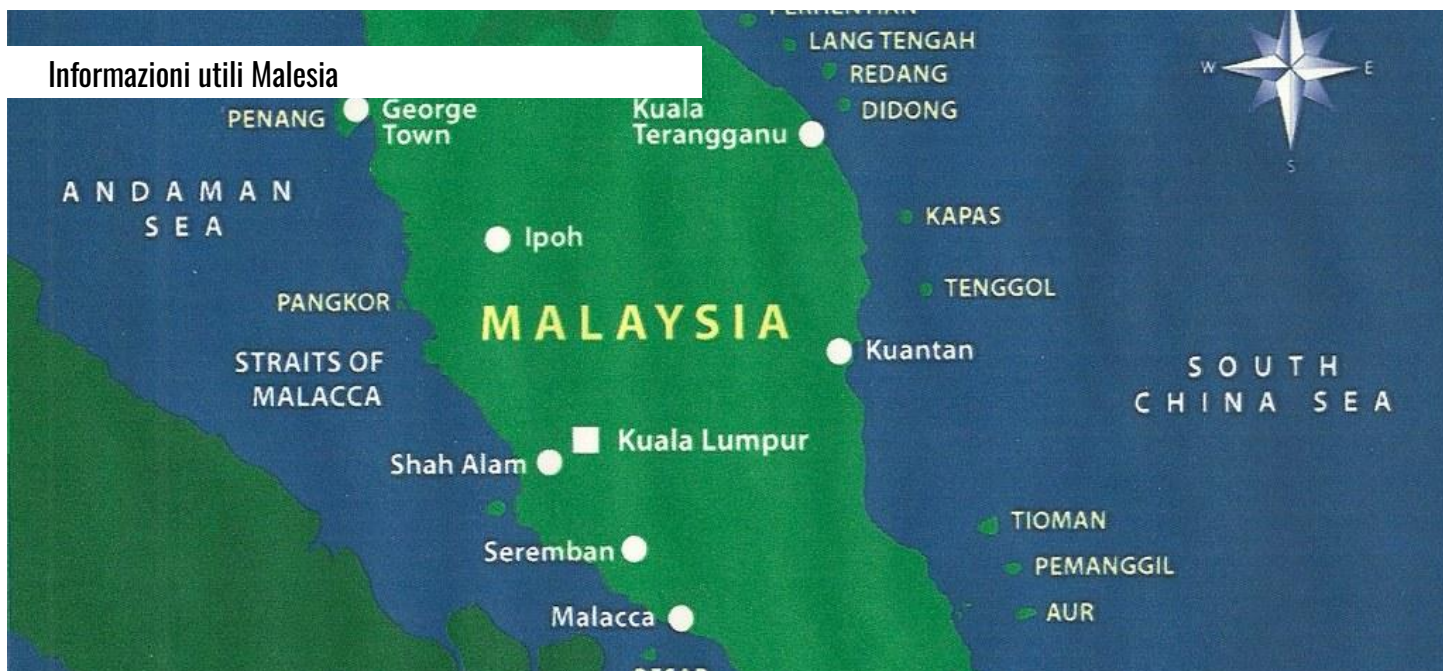 PERHENTIAN
LANG TENGAH
Informazioni utili Malesia
REDANG
DIDONG
PENANG
George
Town
Kuala
Terangganu
W
E
S
ANDAMAN
SEA
KAPAS
Ipoh
TENGGOL
PANGKOR
MALAYSIA
Kuantan
STRAITS OF
MALACCA
SOUTH
CHINA SEA
Kuala Lumpur
Shah Alam
TIOMAN
Seremban
PEMANGGIL
AUR
Malacca